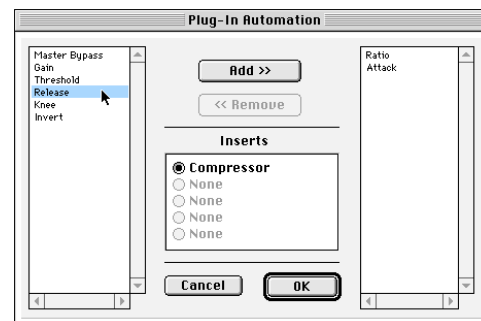 Plug-In Automation
Master Bypass
Gain
Threshold
Release
Knee
Invert
Add >>
<< Remove
Inserts
Compressor
None
None
None
None
Cancel
OK
Ratio
Attack